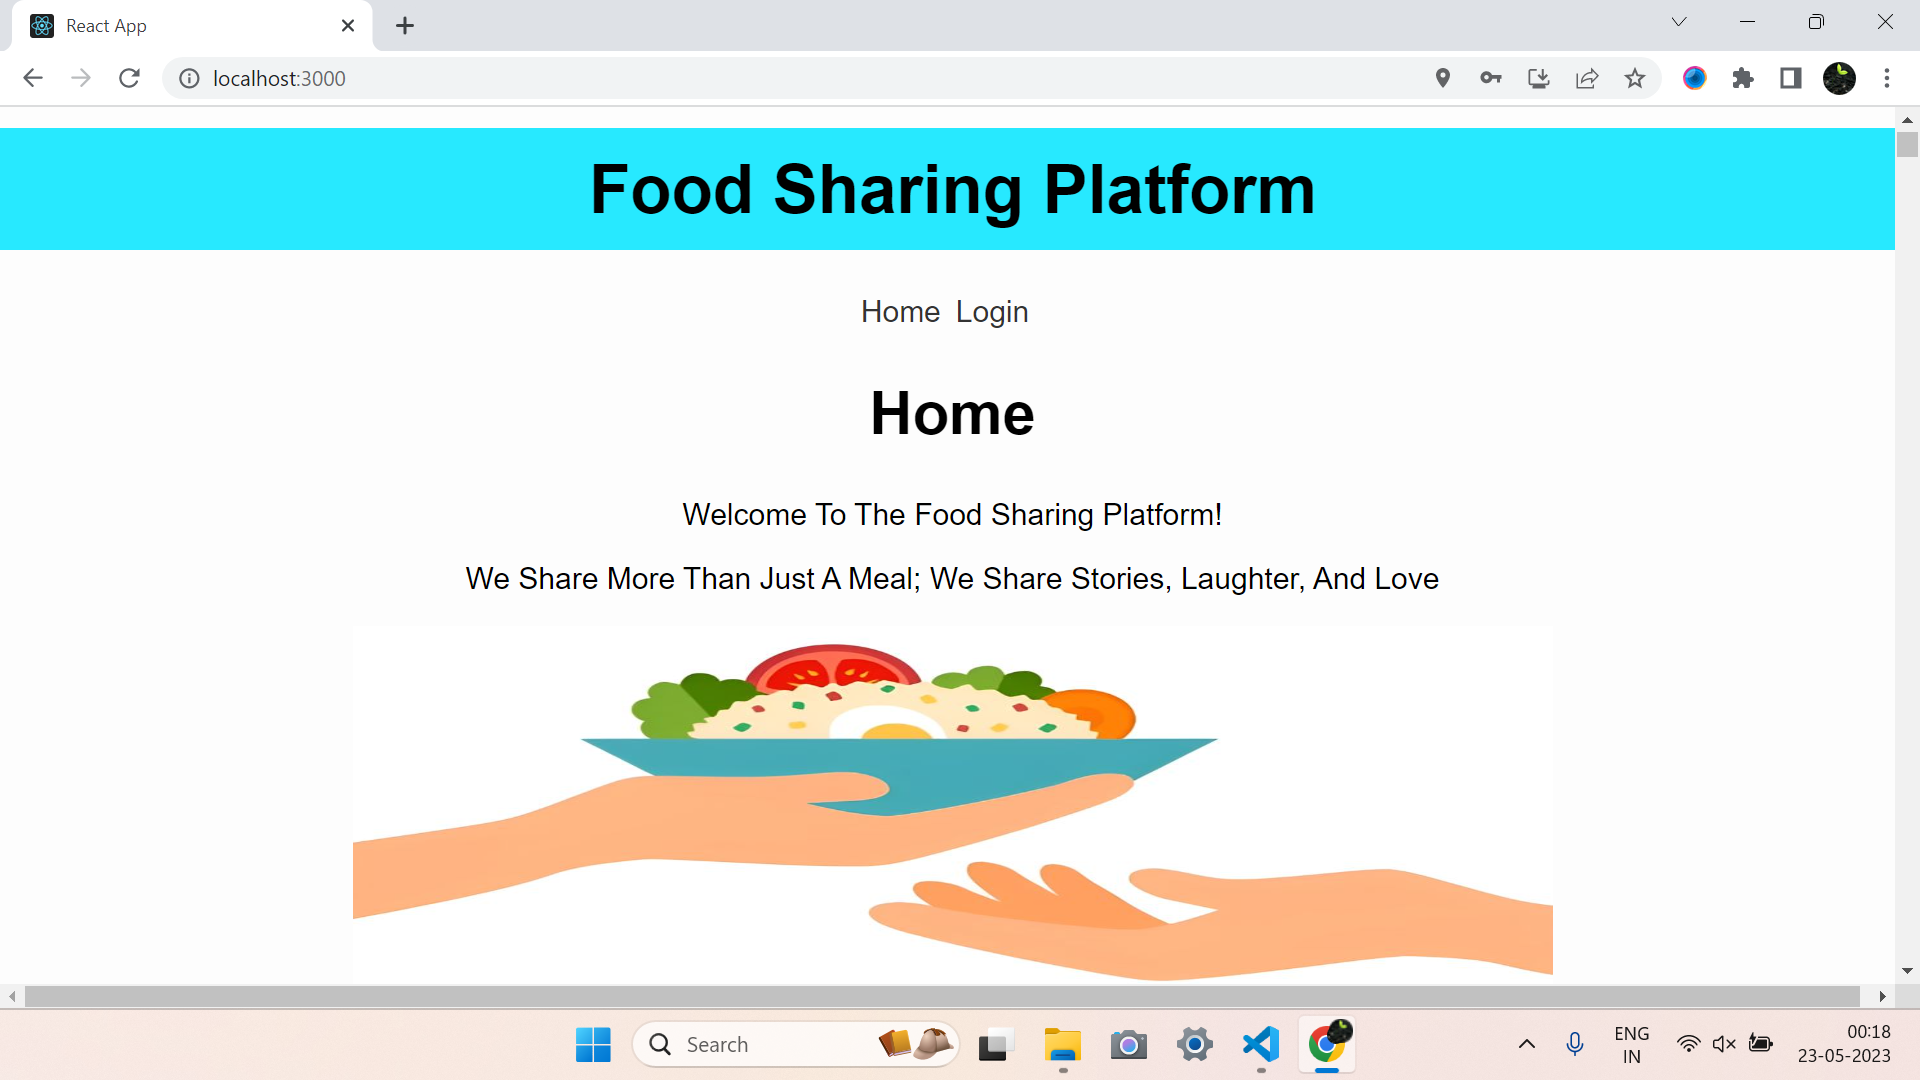 React App
localhost:3000
Food Sharing Platform
Home Login
Home
Welcome To The Food Sharing Platform!
We Share More Than Just A Meal; We Share Stories, Laughter, And Love
Search
ENG
IN
00:18
23-05-2023